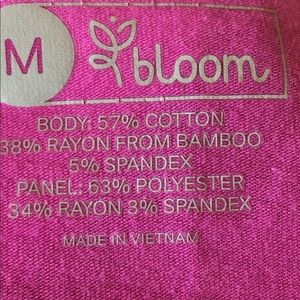 M
bloom
BODY: 57% COTTON
38% RAYON FROM BAMBOO
5% SPANDEX
PANEL: 63% POLYESTER
34% RAYON 3% SPANDEX
MADE IN VIETNAM